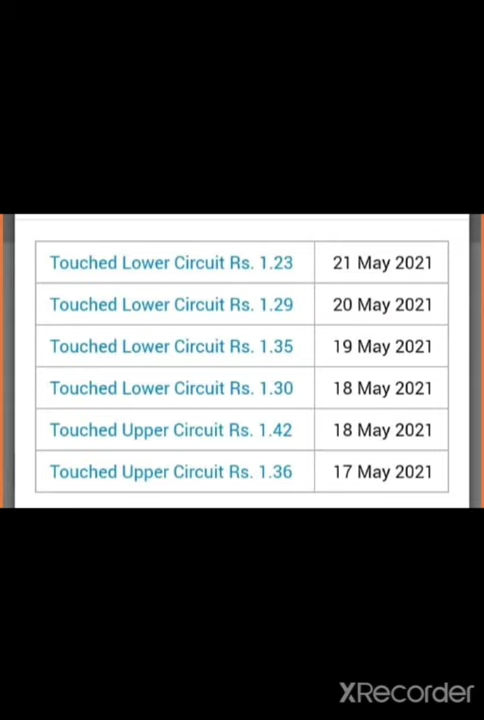 Touched Lower Circuit Rs. 1.23 21 May 2021
Touched Lower Circuit Rs. 1.29 20 May 2021
Touched Lower Circuit Rs. 1.35 19 May 2021
Touched Lower Circuit Rs. 1.30 18 May 2021
Touched Upper Circuit Rs. 1.42 18 May 2021
Touched Upper Circuit Rs. 1.36 17 May 2021
XRecorder